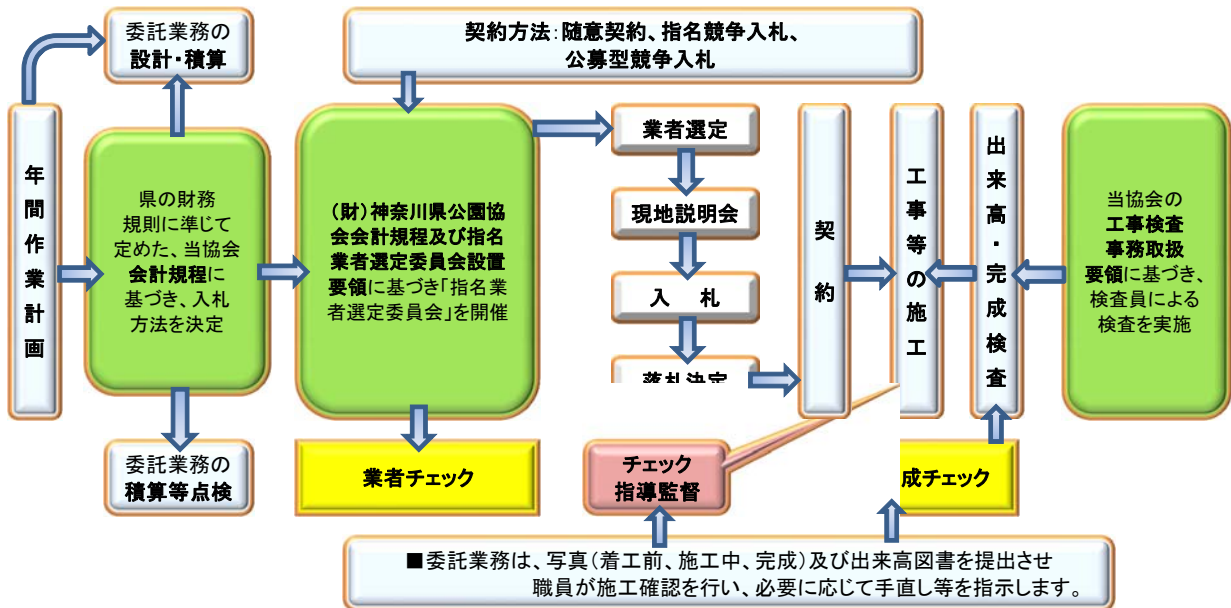 委託業務の
設計・積算
契約方法：随意契約、指名競争入札、
公募型競争入札
年間作業計画
県の財務
規則に準じて
定めた、当協会
会計規程に
基づき、入札
方法を決定
（財）神奈川県公園協
会会計規程及び指名
業者選定委員会設置
要領に基づき「指名業
者選定委員会」を開催
業者選定
現地説明会
入　札
落札決定
契約
工事等の施工
出来高・完成検査
当協会の
工事検査
事務取扱
要領に基づき、
検査員による
検査を実施
委託業務の
積算等点検
業者チェック
チェック
指導監督
成チェック
■委託業務は、写真（着工前、施工中、完成）及び出来高図書を提出させ
職員が施工確認を行い、必要に応じて手直し等を指示します。